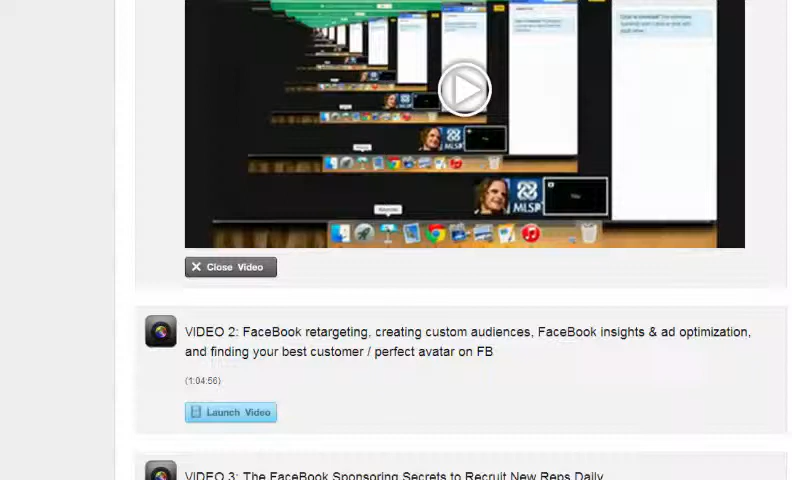 MLSP
MLSP
Close Video
VIDEO 2: FaceBook retargeting, creating custom audiences, FaceBook insights & ad optimization,
and finding your best customer / perfect avatar on FB
(1:04:56)
Launch Video
VIDEO 3: The FaceBook Sponsoring Secrets to Recruit New Reps Daily